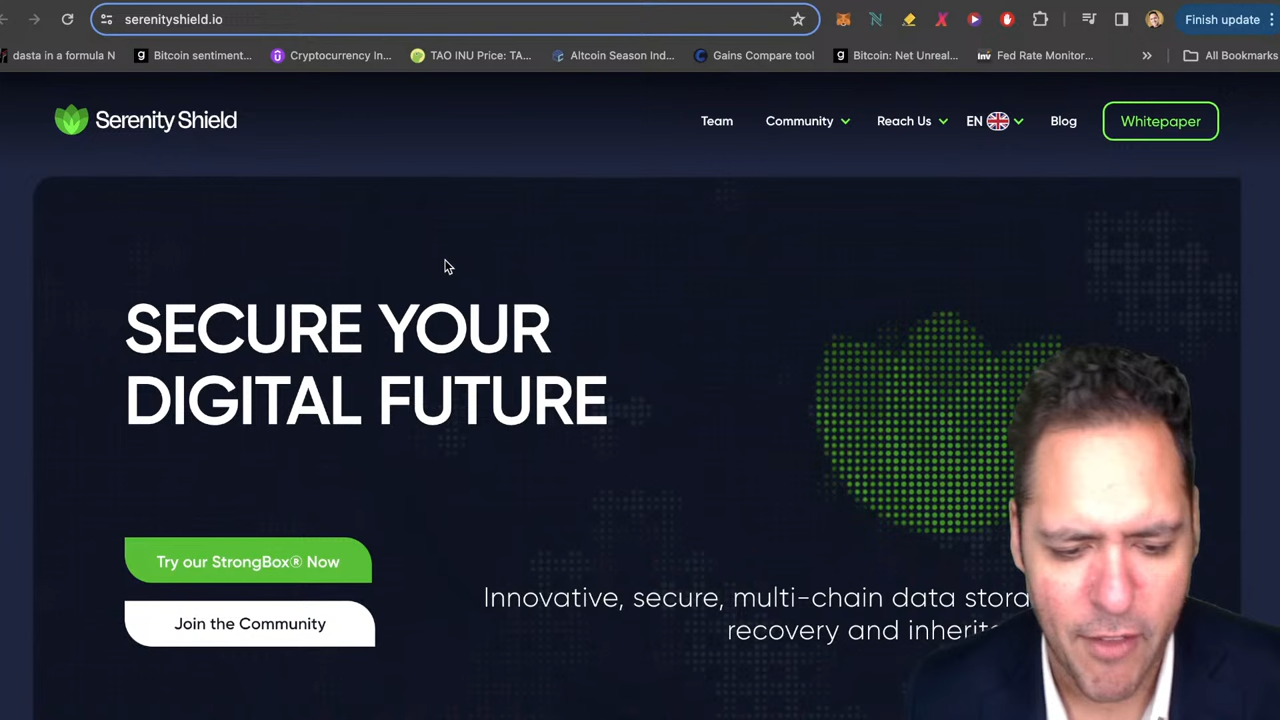 serenityshield.io
Finish update
dasta in a formula N
Bitcoin sentiment...
Cryptocurrency In...
TAO INU Price: TA...
Altcoin Season Ind...
Gains Compare tool
Bitcoin: Net Unreal...
Inv Fed Rate Monitor...
All Bookmarks
Serenity Shield
Team
Community
Reach Us
EN
Blog
Whitepaper
SECURE YOUR
DIGITAL FUTURE
Try our StrongBox® Now
Join the Community
Innovative, secure, multi-chain data stora
recovery and inherit